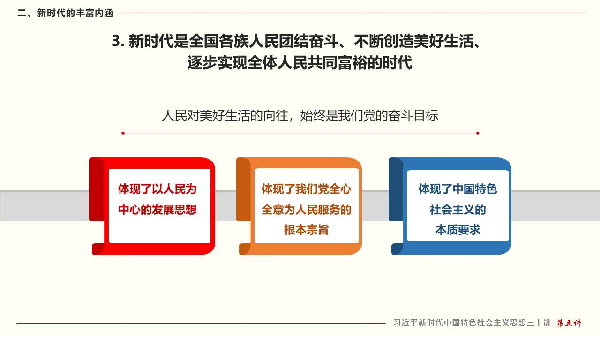 二、新时代的丰富内涵
3. 新时代是全国各族人民团结奋斗、不断创造美好生活、
逐步实现全体人民共同富裕的时代
人民对美好生活的向往，始终是我们党的奋斗目标
体现了以人民为
中心的发展思想
体现了我们党全心
全意为人民服务的
根本宗旨
体现了中国特色
社会主义的
本质要求
习近平新时代中国特色社会主义思想三十讲 第五讲